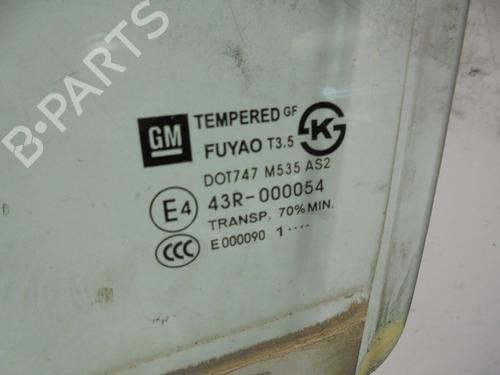 B-PARTS
GM TEMPERED GF KS
FUYAO T3.5
DOT747 M535 AS2
E4 43R-000054
TRANSP. 70% MIN.
CCC E000090 1····